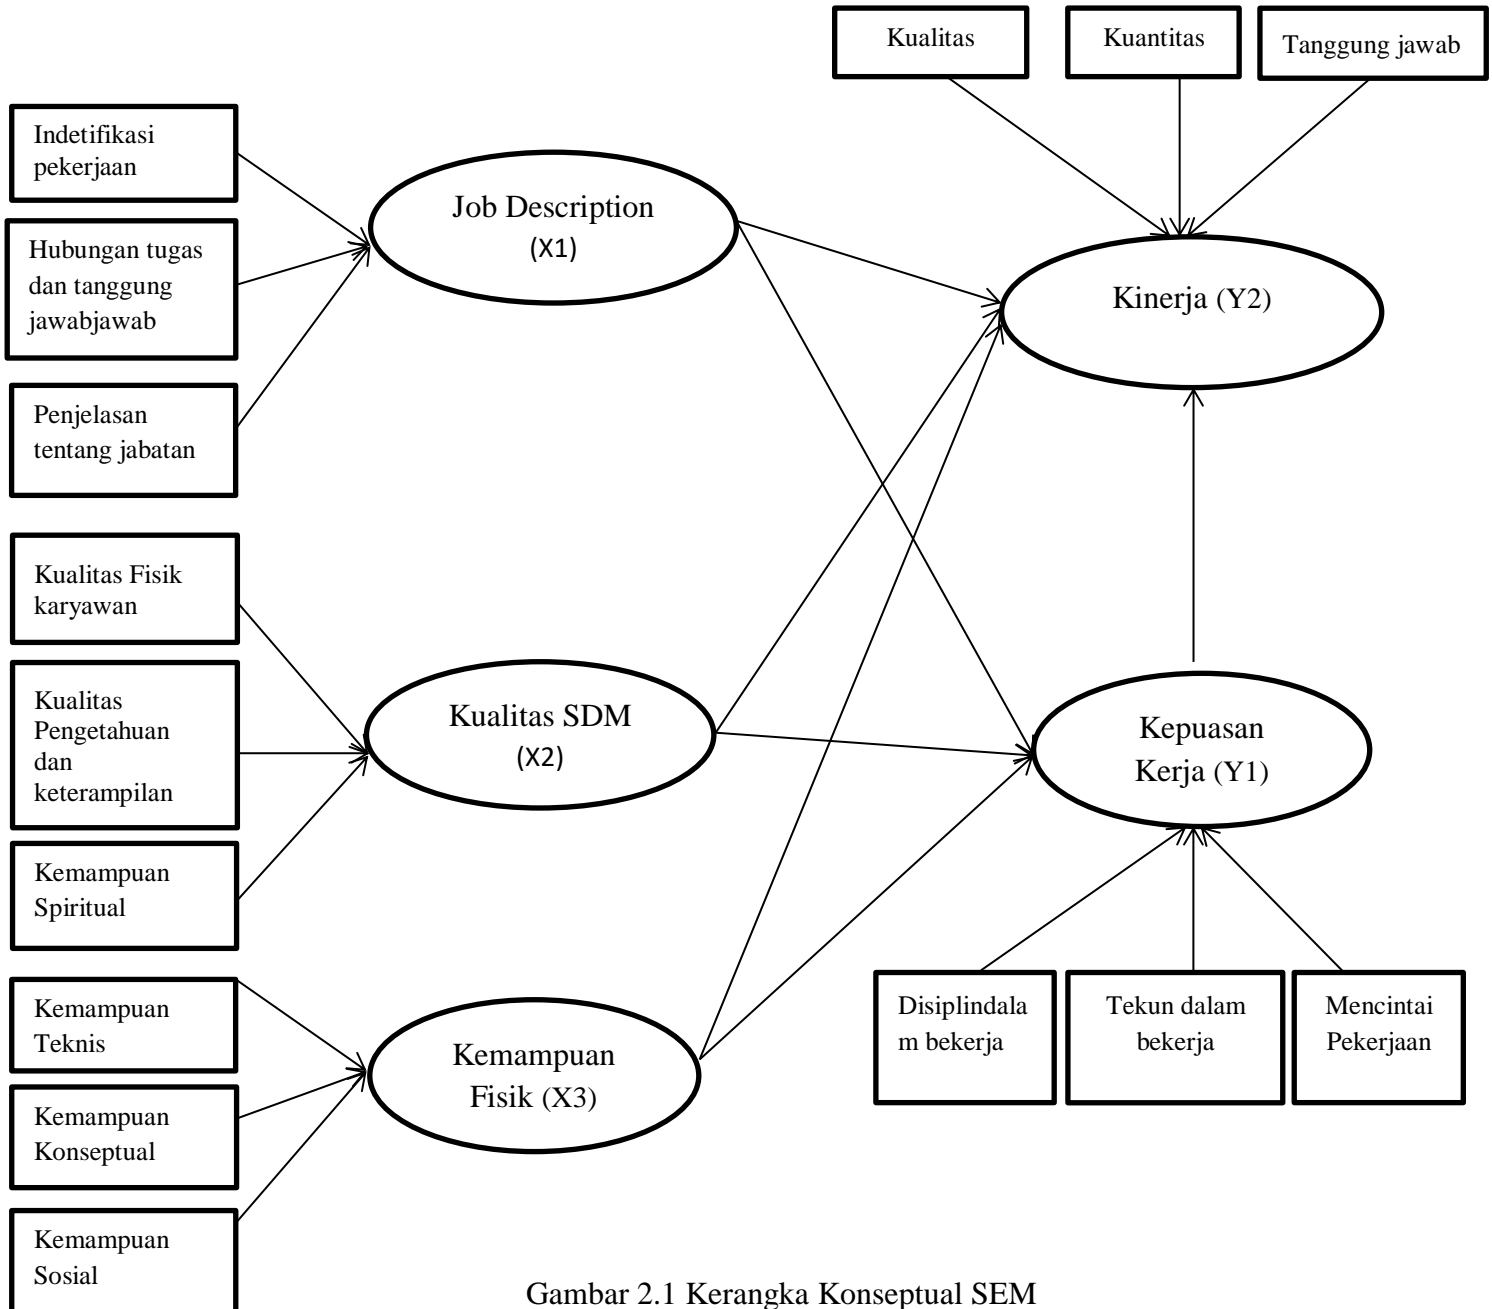 Kualitas
Kuantitas
Tanggung jawab
Indetifikasi
pekerjaan
Hubungan tugas
dan tanggung
jawabjawab
Penjelasan
tentang jabatan
Job Description
(X1)
Kinerja (Y2)
Kualitas Fisik
karyawan
Kualitas
Pengetahuan
dan
keterampilan
Kemampuan
Spiritual
Kualitas SDM
(X2)
Kepuasan
Kerja (Y1)
Kemampuan
Teknis
Kemampuan
Konseptual
Kemampuan
Sosial
Kemampuan
Fisik (X3)
Disiplindala
m bekerja
Tekun dalam
bekerja
Mencintai
Pekerjaan
Gambar 2.1 Kerangka Konseptual SEM